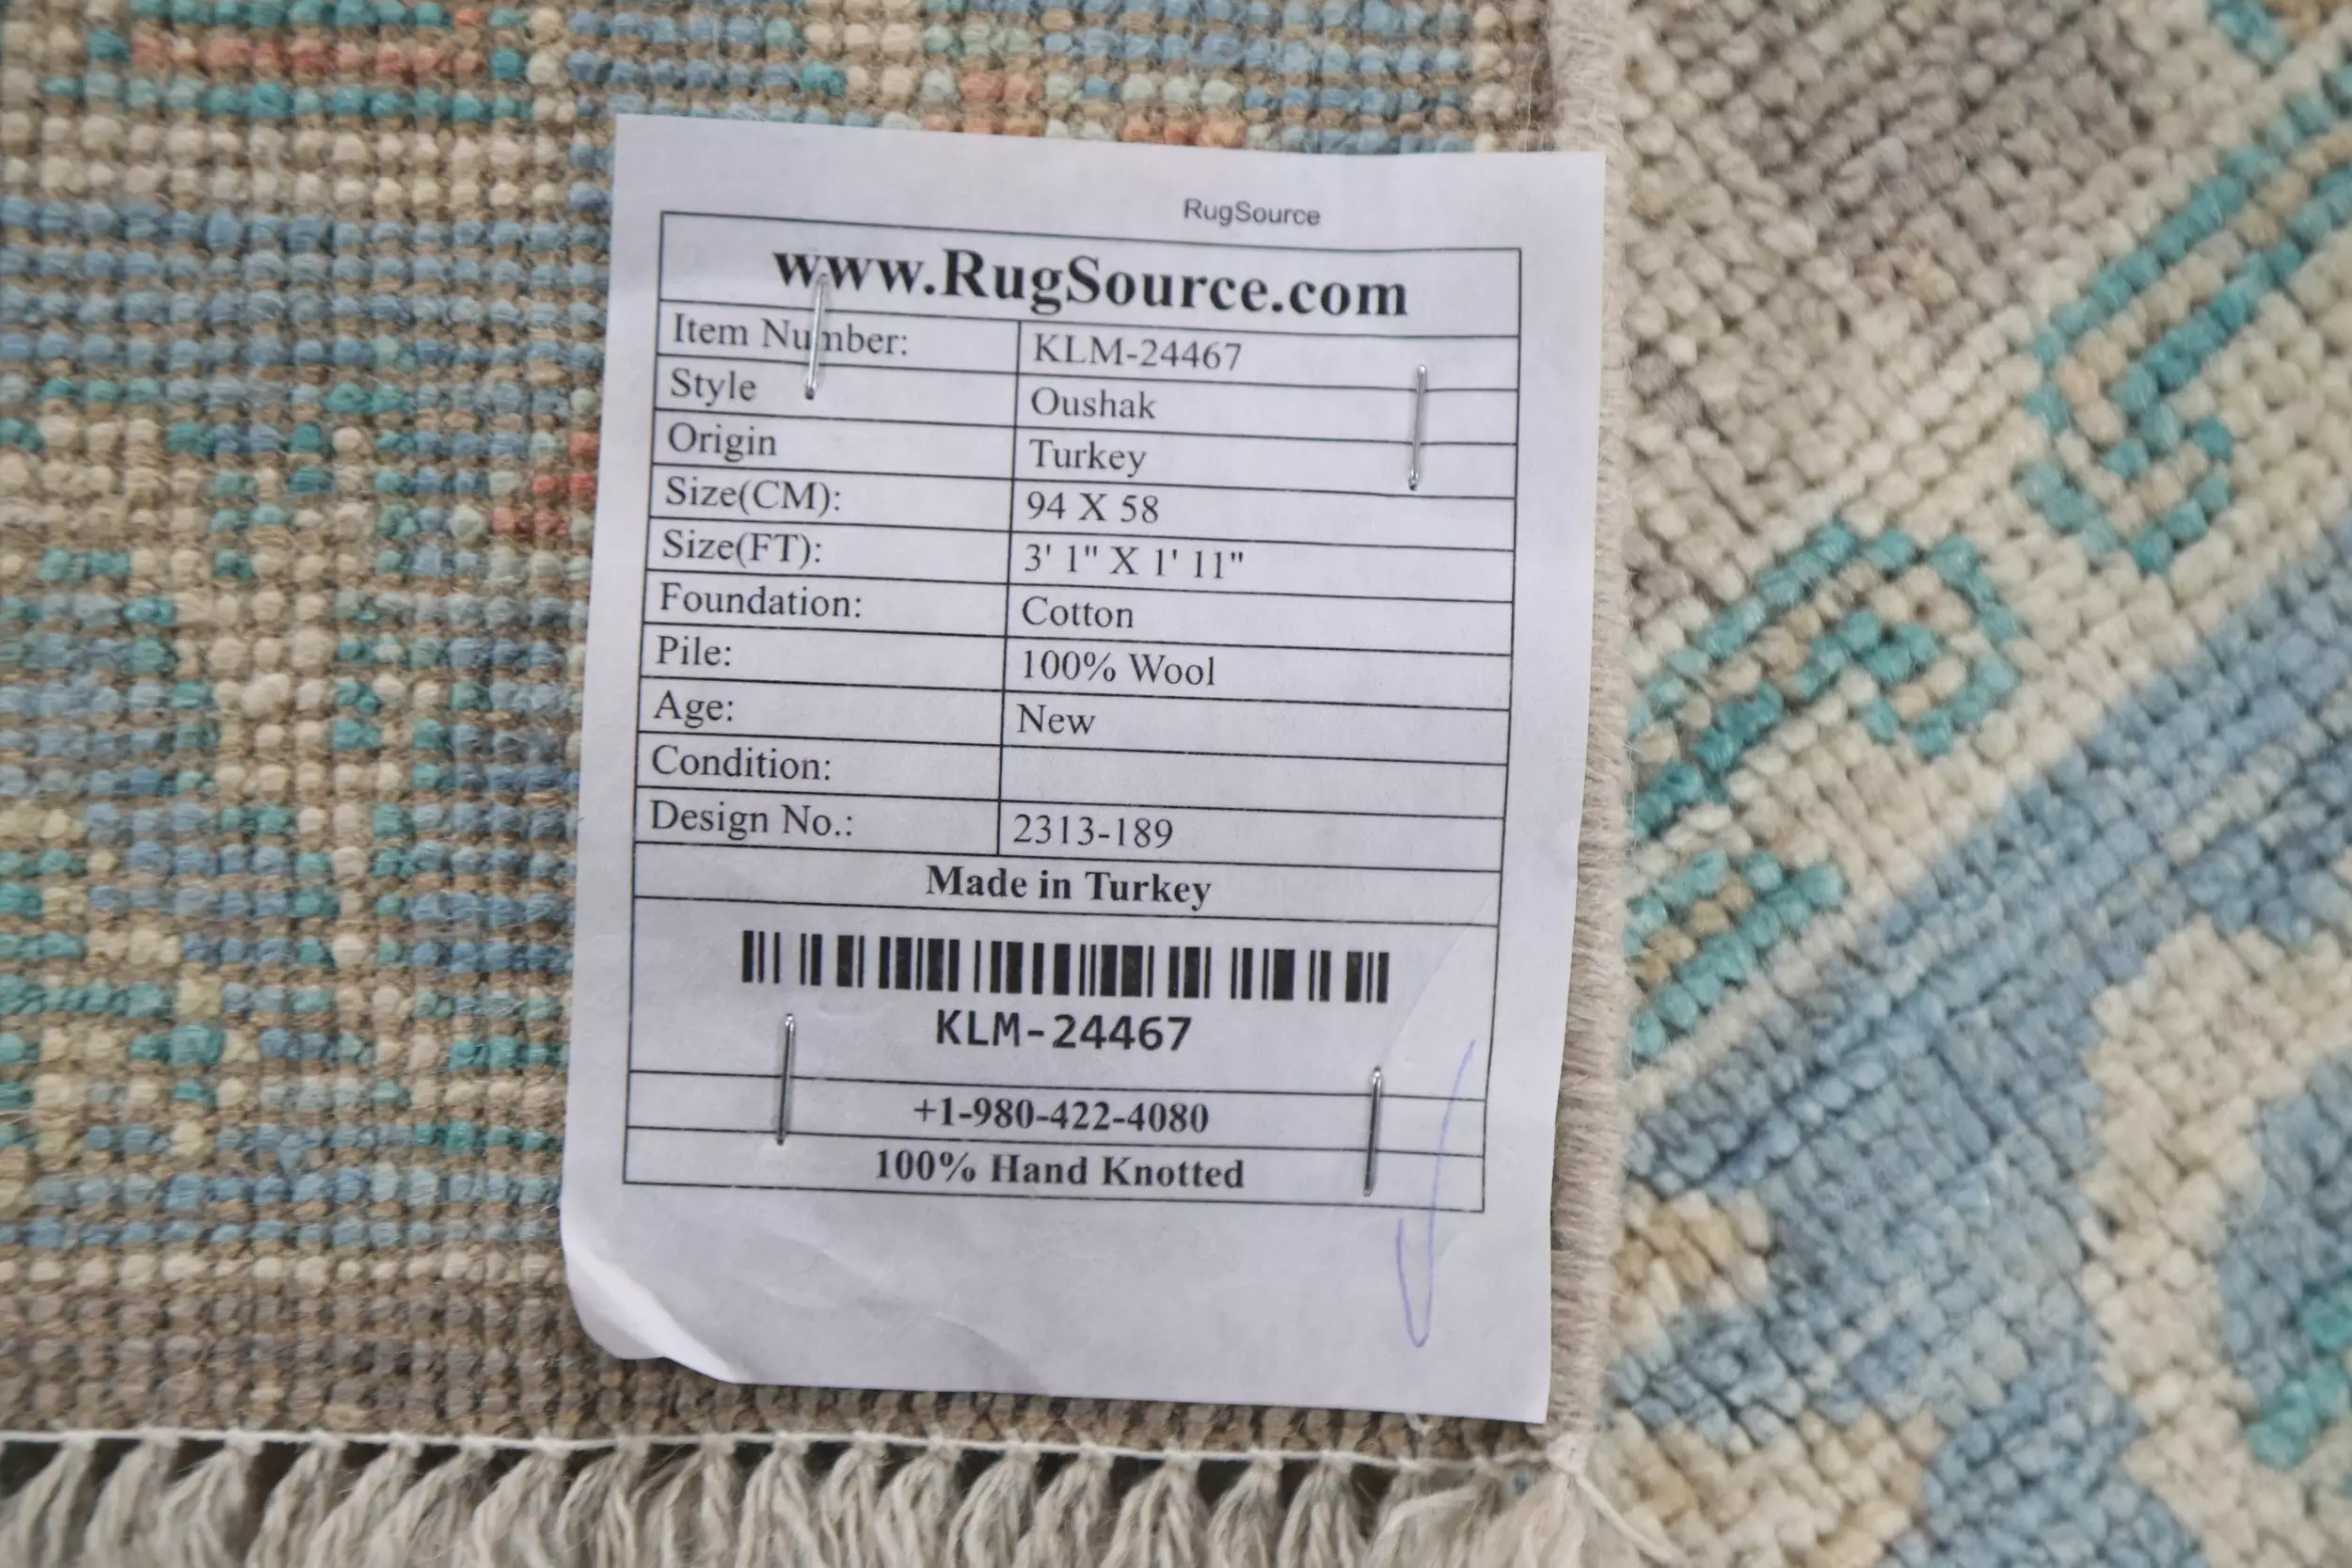 RugSource
www.RugSource.com
Item Number: KLM-24467
Style Oushak
Origin Turkey
Size(CM): 94 X 58
Size(FT): 3' 1" X 1' 11"
Foundation: Cotton
Pile: 100% Wool
Age: New
Condition:
Design No.: 2313-189
Made in Turkey
KLM-24467
+1-980-422-4080
100% Hand Knotted